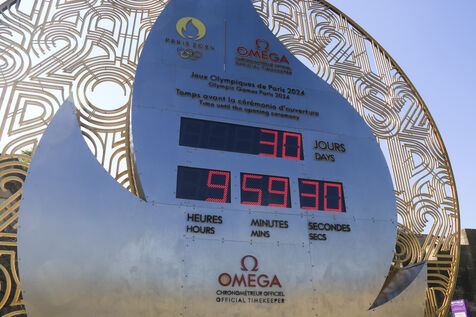 PARIS 2024
OMEGA
CHRONOMÉTREUR OFFICIEL
OFFICIAL TIMEKEEPER
Jeux Olympiques de Paris 2024
Olympic Games Paris 2024
Temps avant la cérémonie d'ouverture
Time until the opening ceremony
30 JOURS
DAYS
9 59 30
HEURES MINUTES SECONDES
HOURS MINS SECS
OMEGA
CHRONOMÉTREUR OFFICIEL
OFFICIAL TIMEKEEPER